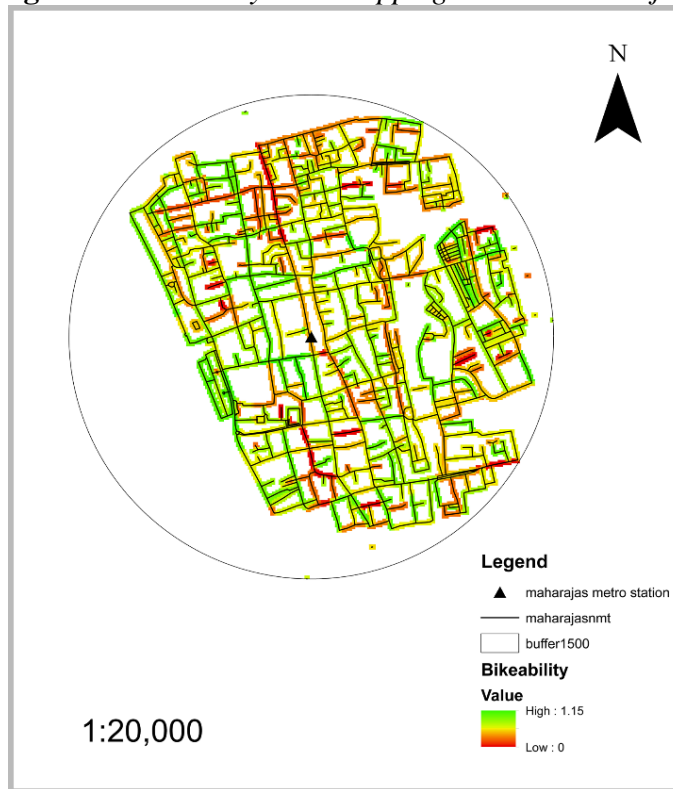 N
Legend
maharajas metro station
maharajasnmt
buffer1500
Bikeability
Value
High : 1.15
Low : 0
1:20,000